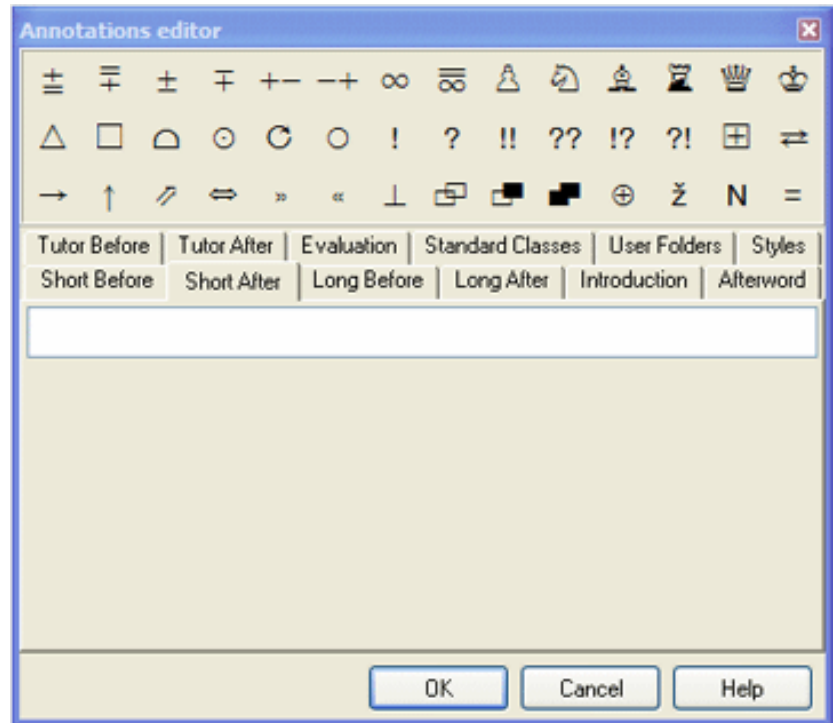 Annotations editor
⩲ ⩱ ± ∓ +− −+ ∞ ⯹ ♙ ♘ ♗ ♜ ♕ ♔
△ □ ⌓ ⊙ ⟳ ○ ! ? !! ?? !? ?! ⊞ ⇄
→ ↑ ⇗ ⇔ » « ⊥ ⊕ ž N =
Tutor Before Tutor After Evaluation Standard Classes User Folders Styles
Short Before Short After Long Before Long After Introduction Afterword
OK Cancel Help